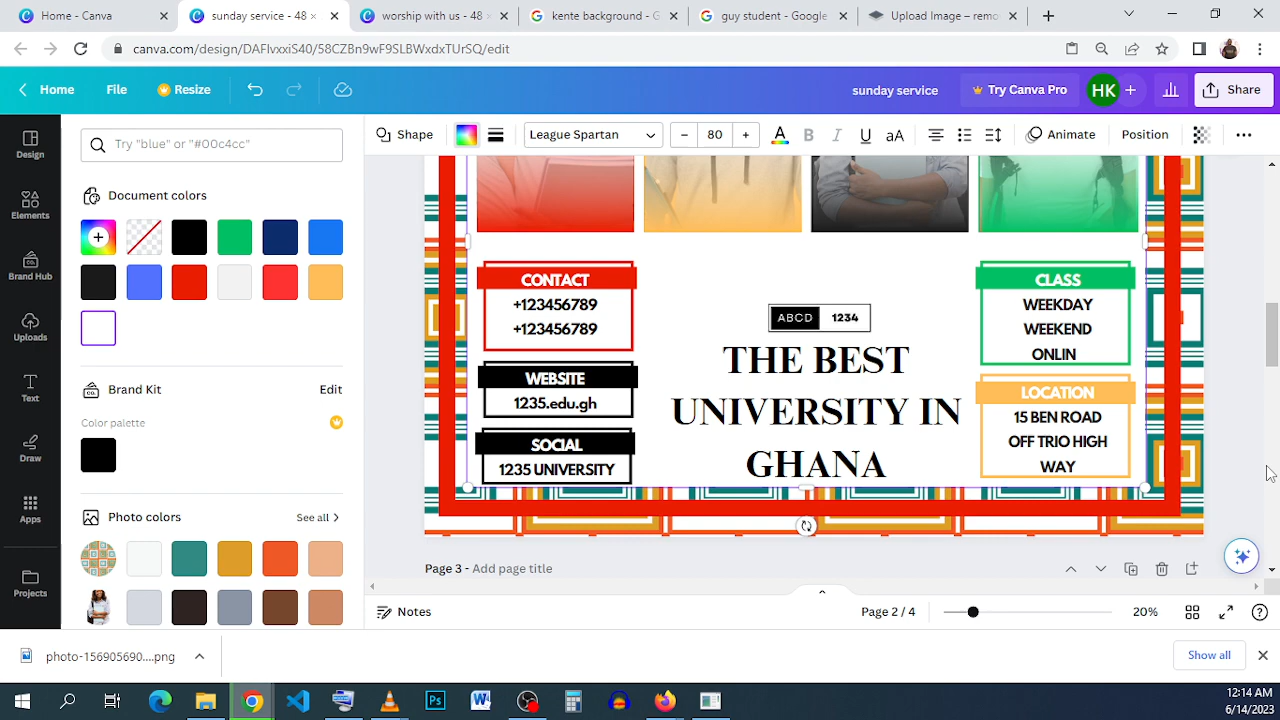 Home - Canva
sunday service - 48
worship with us - 48
kente background - G
guy student - Google
Upload Image – remo
canva.com/design/DAFlvxxiS40/58CZBn9wF9SLBWxdxTUrSQ/edit
Home
File
Resize
sunday service
Try Canva Pro
HK
Share
Try "blue" or "#00c4cc"
Shape
League Spartan
80
A
B
I
U
aA
Animate
Position
Design
Elements
Brand Hub
Uploads
Text
Draw
Apps
Projects
Document colors
Brand Kit
Edit
Color palette
Photo colors
See all
CONTACT
+123456789
+123456789
WEBSITE
1235.edu.gh
SOCIAL
1235 UNIVERSITY
ABCD 1234
THE BEST
UNIVERSITY IN
GHANA
CLASS
WEEKDAY
WEEKEND
ONLIN
LOCATION
15 BEN ROAD
OFF TRIO HIGH
WAY
Page 3 - Add page title
Notes
Page 2 / 4
20%
photo-156905690....png
Show all
12:14 AM
6/14/2023